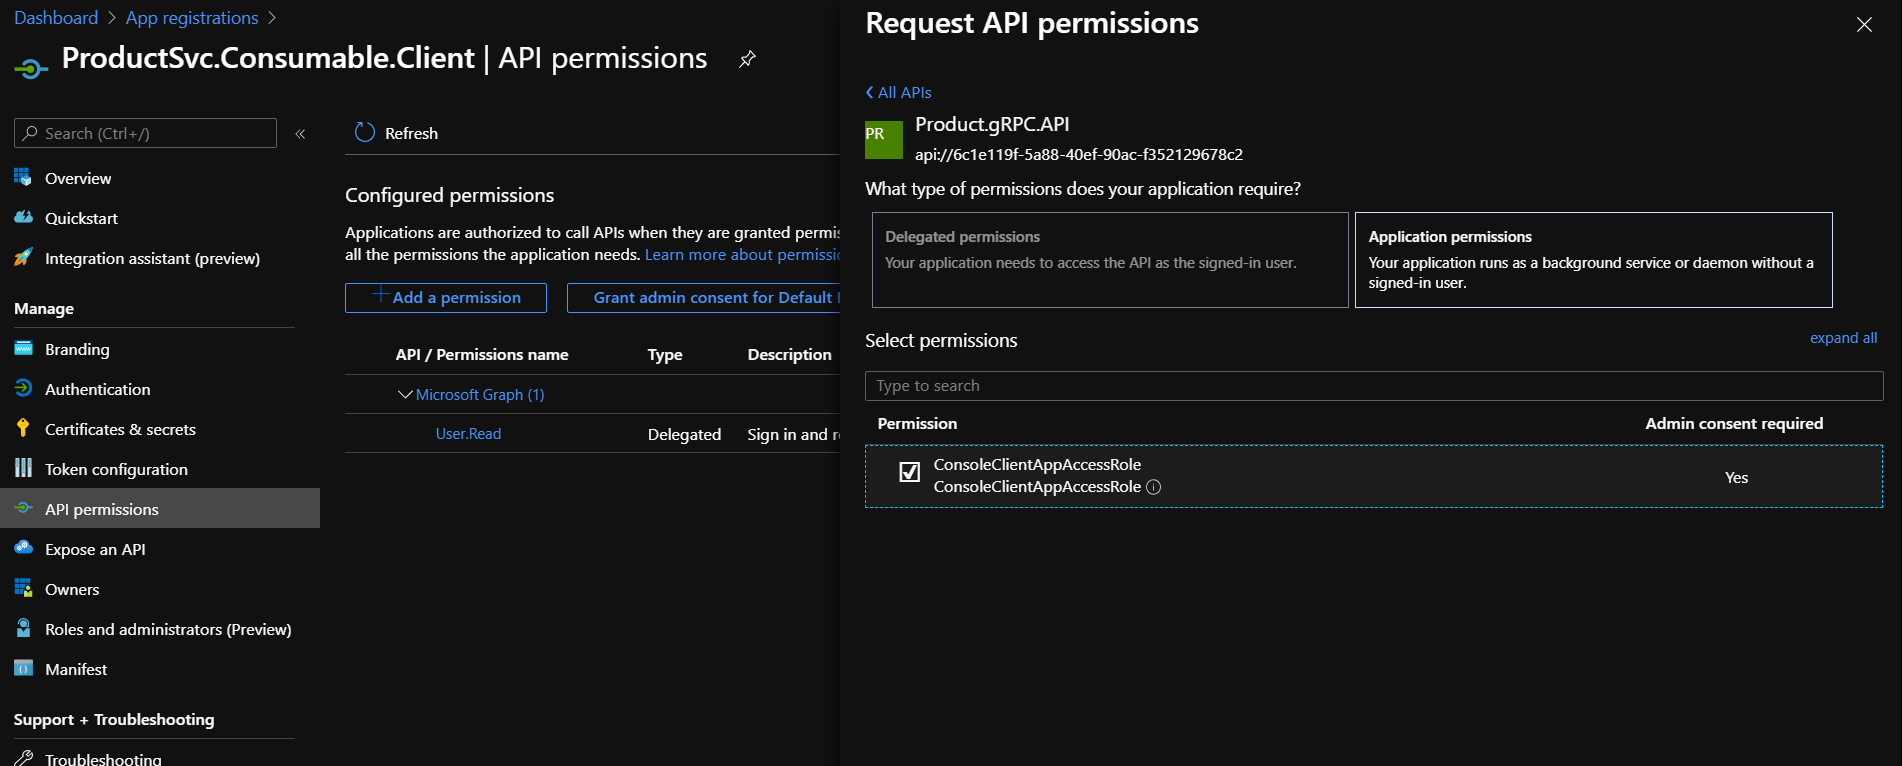 Dashboard > App registrations >
ProductSvc.Consumable.Client | API permissions
Search (Ctrl+/)
«
Overview
Quickstart
Integration assistant (preview)
Manage
Branding
Authentication
Certificates & secrets
Token configuration
API permissions
Expose an API
Owners
Roles and administrators (Preview)
Manifest
Support + Troubleshooting
Troubleshooting
Refresh
Configured permissions
Applications are authorized to call APIs when they are granted permis
all the permissions the application needs. Learn more about permissio
+ Add a permission
Grant admin consent for Default
API / Permissions name Type Description
Microsoft Graph (1)
User.Read Delegated Sign in and re
Request API permissions
All APIs
PR
Product.gRPC.API
api://6c1e119f-5a88-40ef-90ac-f352129678c2
What type of permissions does your application require?
Delegated permissions
Your application needs to access the API as the signed-in user.
Application permissions
Your application runs as a background service or daemon without a
signed-in user.
Select permissions
expand all
Type to search
Permission Admin consent required
ConsoleClientAppAccessRole
ConsoleClientAppAccessRole
Yes